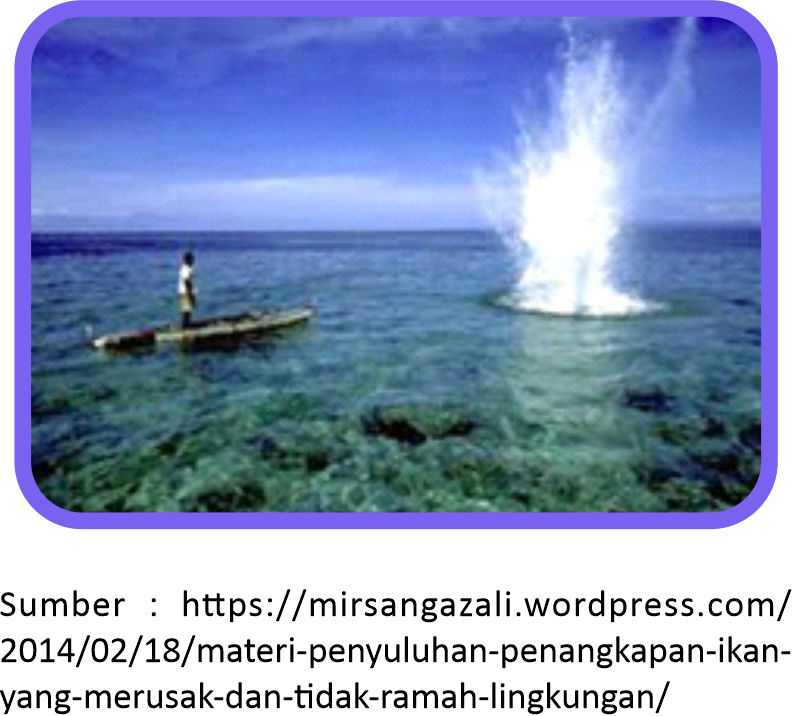 Sumber : https://mirsangazali.wordpress.com/
2014/02/18/materi-penyuluhan-penangkapan-ikan-
yang-merusak-dan-tidak-ramah-lingkungan/